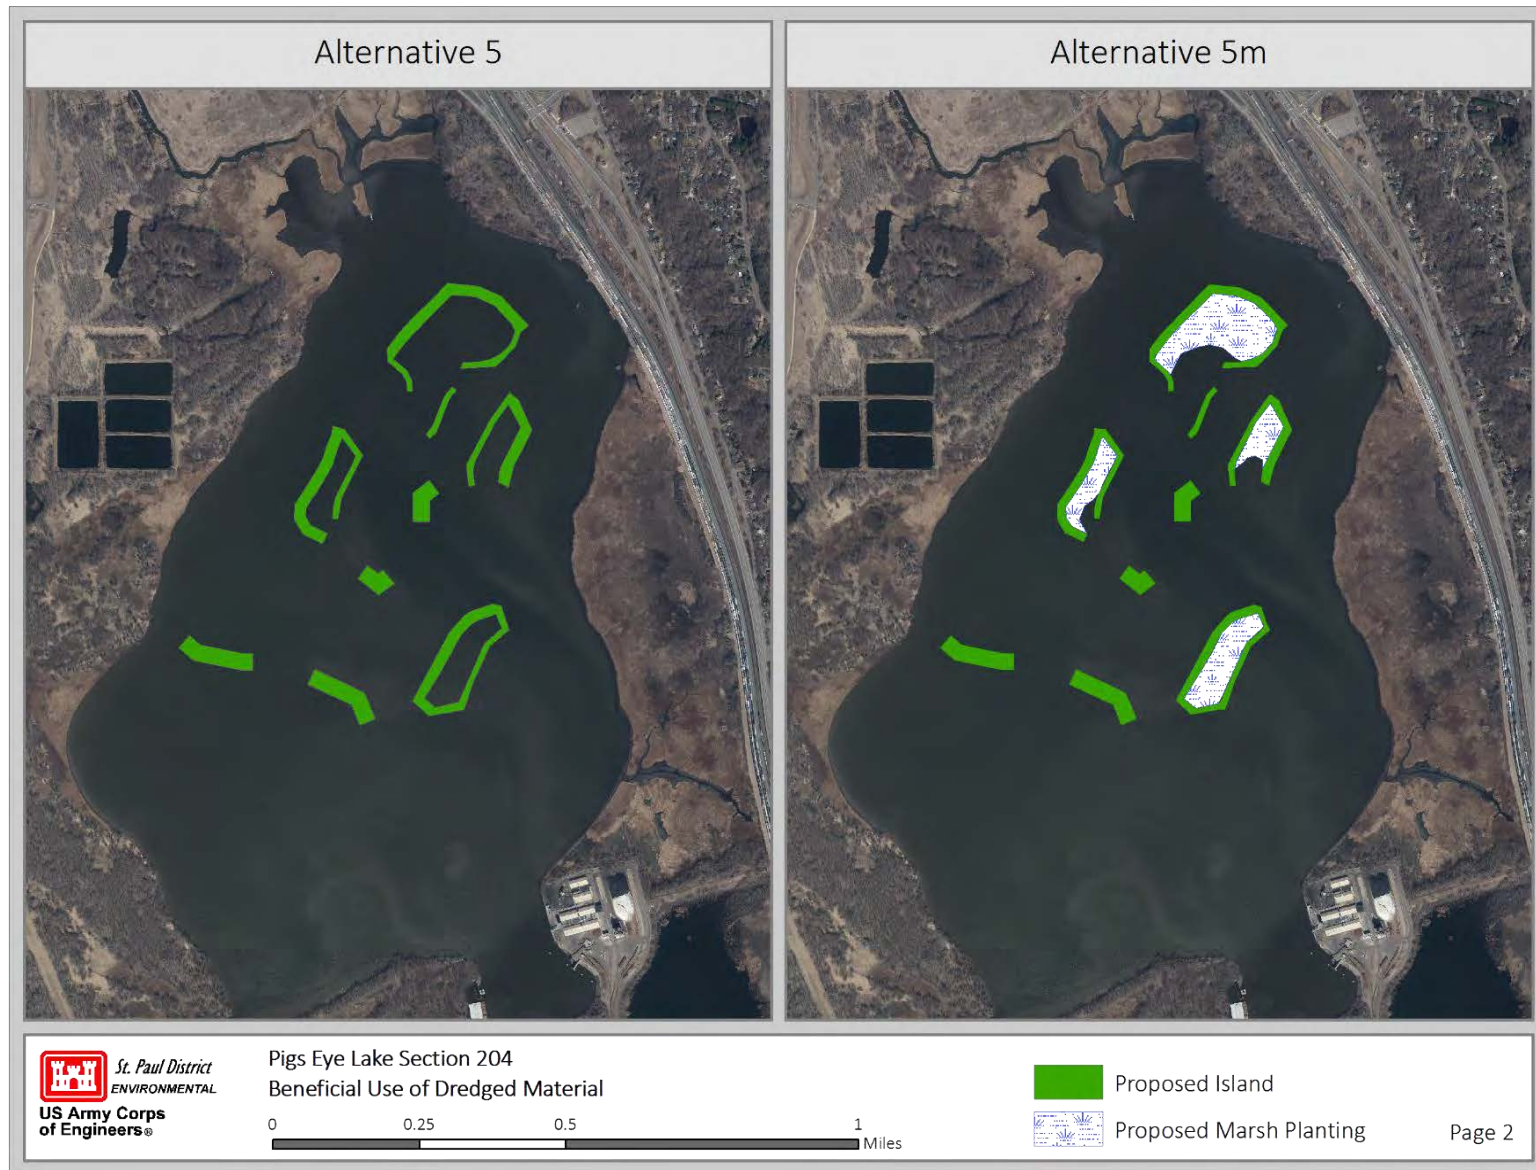 Alternative 5
Alternative 5m
St. Paul District
ENVIRONMENTAL
US Army Corps
of Engineers®
Pigs Eye Lake Section 204
Beneficial Use of Dredged Material
0 0.25 0.5 1
Miles
Proposed Island
Proposed Marsh Planting
Page 2